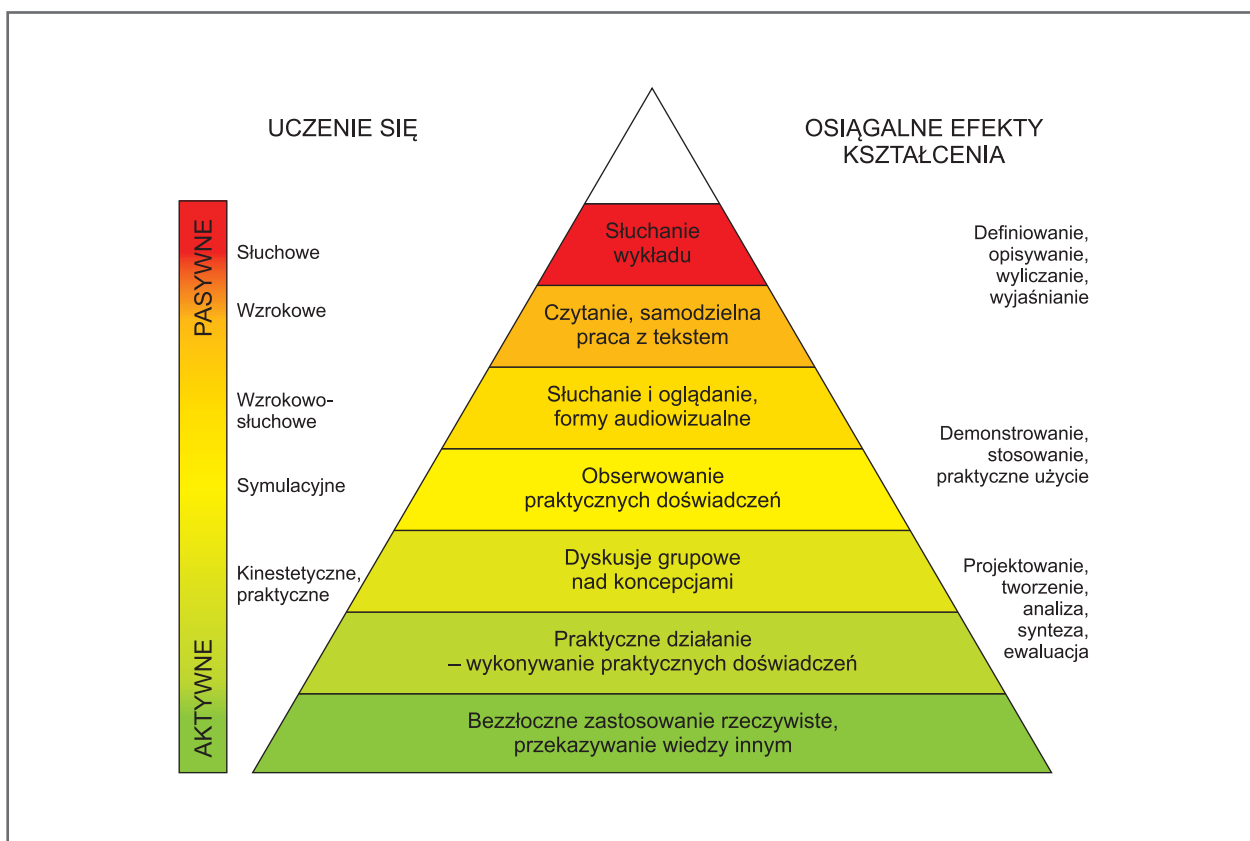 UCZENIE SIĘ
OSIĄGALNE EFEKTY
KSZTAŁCENIA
PASYWNE
AKTYWNE
Słuchowe
Wzrokowe
Wzrokowo-
słuchowe
Symulacyjne
Kinestetyczne,
praktyczne
Słuchanie
wykładu
Czytanie, samodzielna
praca z tekstem
Słuchanie i oglądanie,
formy audiowizualne
Obserwowanie
praktycznych doświadczeń
Dyskusje grupowe
nad koncepcjami
Praktyczne działanie
– wykonywanie praktycznych doświadczeń
Bezzłoczne zastosowanie rzeczywiste,
przekazywanie wiedzy innym
Definiowanie,
opisywanie,
wyliczanie,
wyjaśnianie
Demonstrowanie,
stosowanie,
praktyczne użycie
Projektowanie,
tworzenie,
analiza,
synteza,
ewaluacja